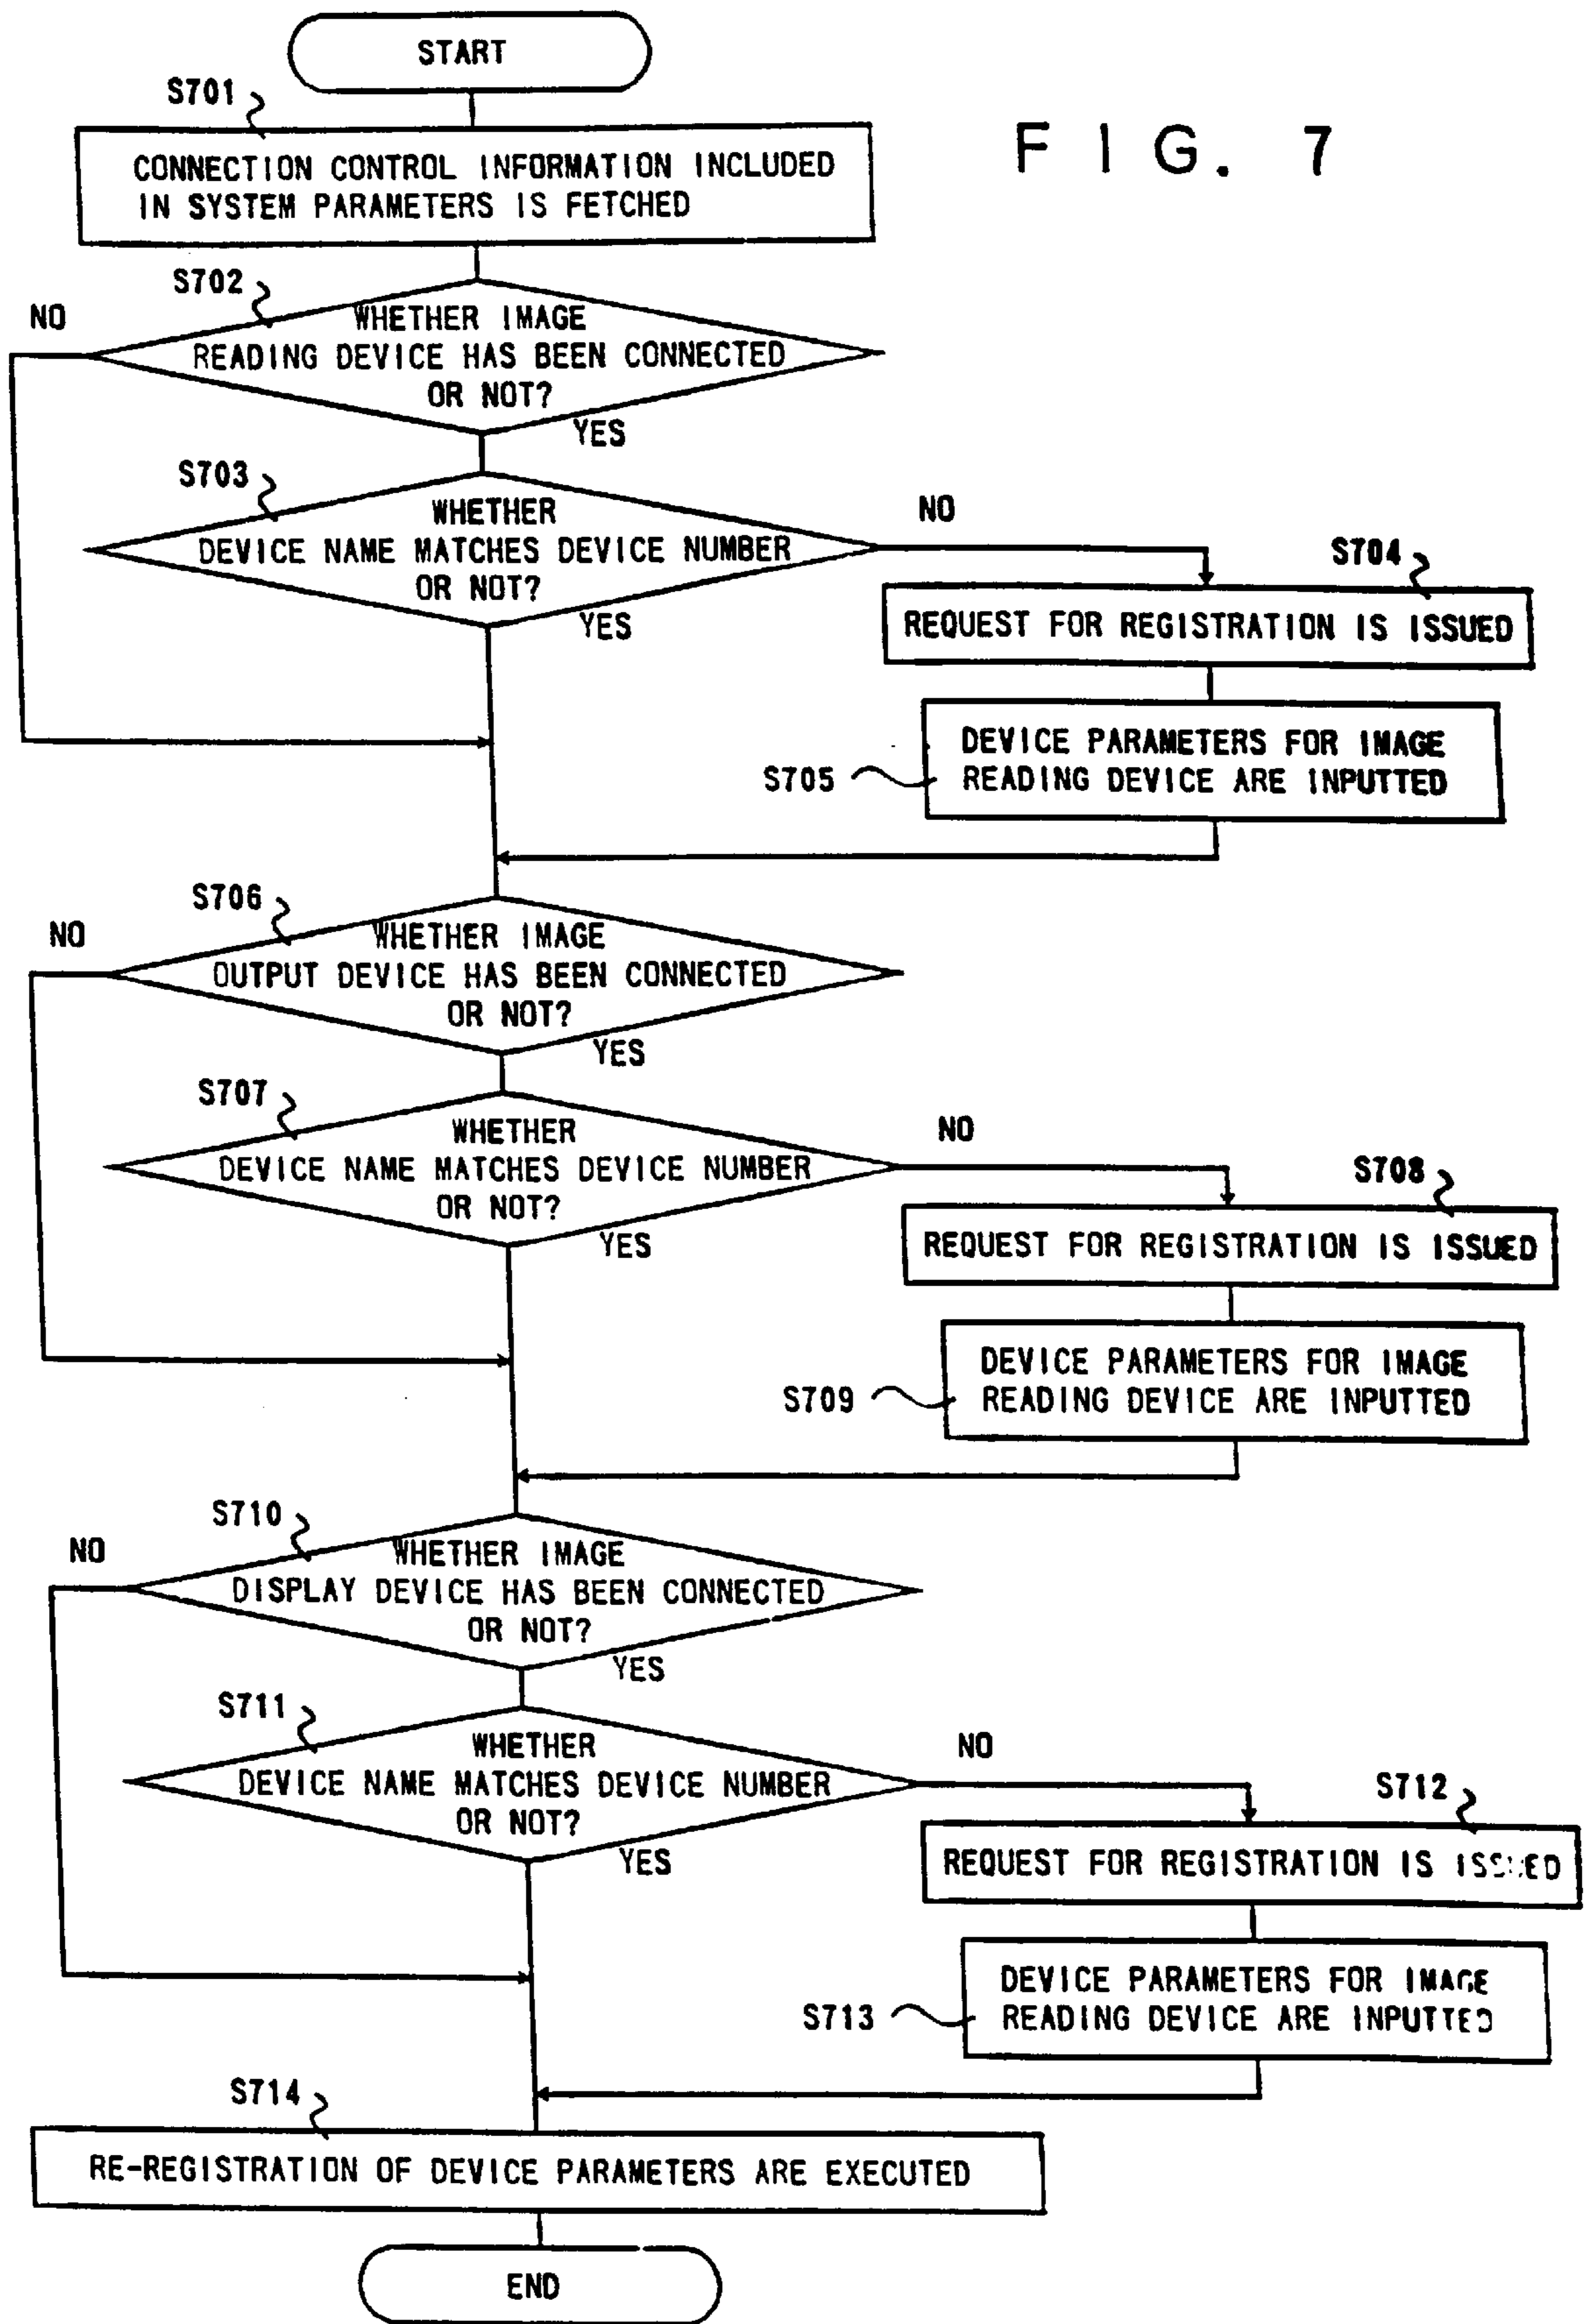 START
FIG. 7
S701
CONNECTION CONTROL INFORMATION INCLUDED
IN SYSTEM PARAMETERS IS FETCHED
S702
NO
WHETHER IMAGE
READING DEVICE HAS BEEN CONNECTED
OR NOT?
YES
S703
WHETHER
DEVICE NAME MATCHES DEVICE NUMBER
OR NOT?
NO
YES
S704
REQUEST FOR REGISTRATION IS ISSUED
S705
DEVICE PARAMETERS FOR IMAGE
READING DEVICE ARE INPUTTED
S706
NO
WHETHER IMAGE
OUTPUT DEVICE HAS BEEN CONNECTED
OR NOT?
YES
S707
WHETHER
DEVICE NAME MATCHES DEVICE NUMBER
OR NOT?
NO
YES
S708
REQUEST FOR REGISTRATION IS ISSUED
S709
DEVICE PARAMETERS FOR IMAGE
READING DEVICE ARE INPUTTED
S710
NO
WHETHER IMAGE
DISPLAY DEVICE HAS BEEN CONNECTED
OR NOT?
YES
S711
WHETHER
DEVICE NAME MATCHES DEVICE NUMBER
OR NOT?
NO
YES
S712
REQUEST FOR REGISTRATION IS ISSUED
S713
DEVICE PARAMETERS FOR IMAGE
READING DEVICE ARE INPUTTED
S714
RE-REGISTRATION OF DEVICE PARAMETERS ARE EXECUTED
END